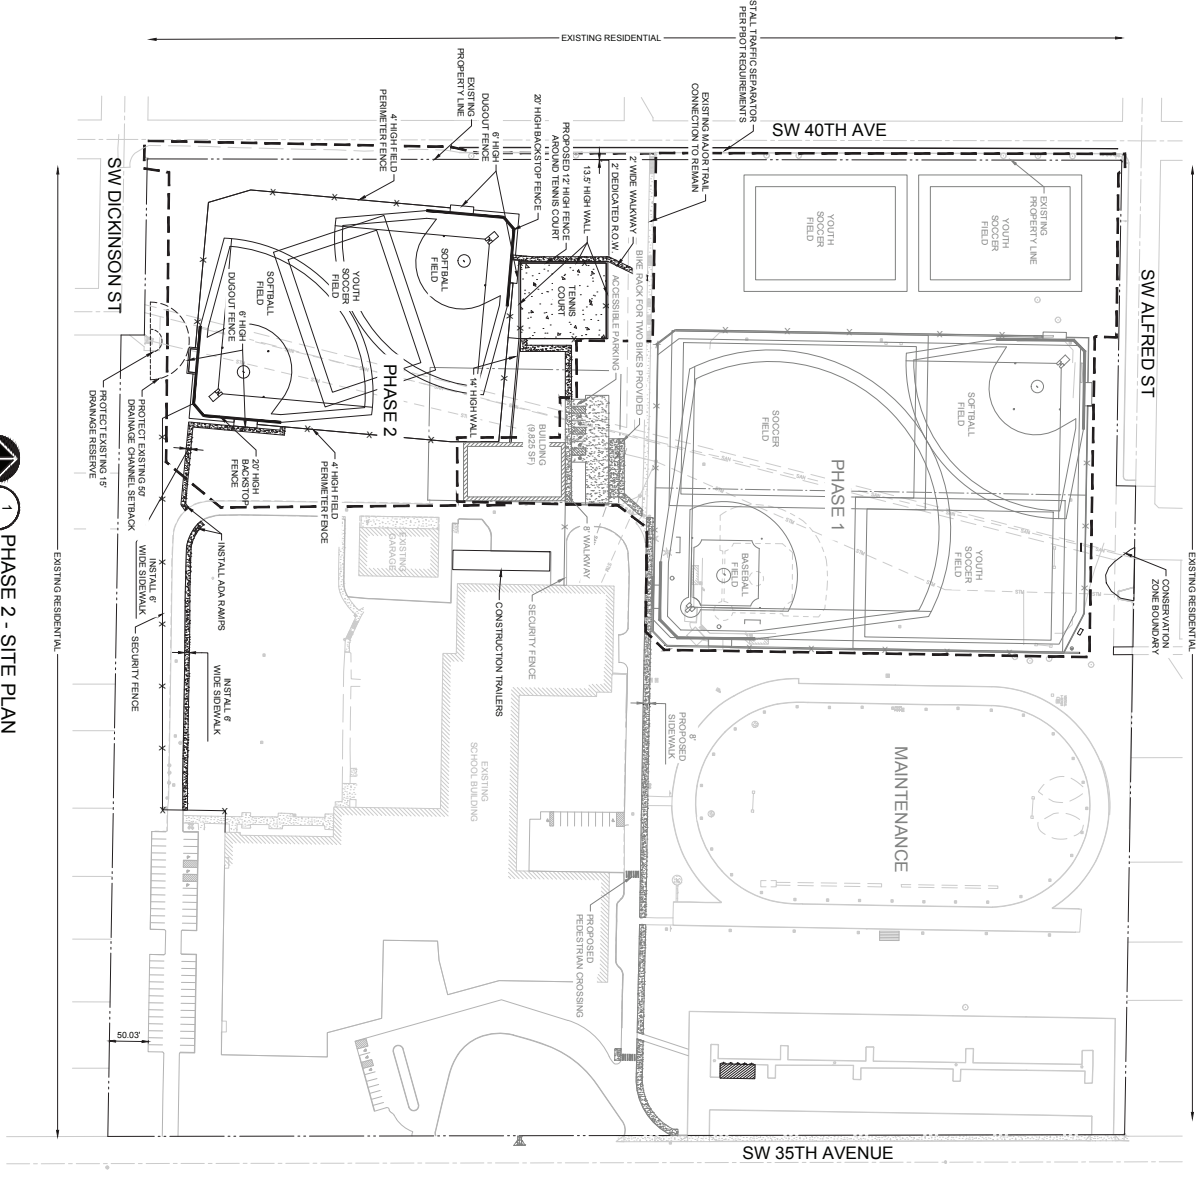 EXISTING RESIDENTIAL
STALL TRAFFIC SEPARATOR
PER PBOT REQUIREMENTS
SW 40TH AVE
EXISTING MAJOR TRAIL
CONNECTION TO REMAIN
2' WIDE WALKWAY
2' DEDICATED R.O.W
13.5' HIGH WALL
PROPOSED 12' HIGH FENCE
AROUND TENNIS COURT
20' HIGH BACKSTOP FENCE
6' HIGH
DUGOUT FENCE
EXISTING
PROPERTY LINE
4' HIGH FIELD
PERIMETER FENCE
SW DICKINSON ST
SW ALFRED ST
EXISTING
PROPERTY LINE
YOUTH
SOCCER
FIELD
YOUTH
SOCCER
FIELD
BIKE RACK FOR TWO BIKES PROVIDED
ACCESSIBLE PARKING
TENNIS
COURT
SOFTBALL
FIELD
YOUTH
SOCCER
FIELD
SOFTBALL
FIELD
6' HIGH
DUGOUT FENCE
PHASE 2
14' HIGH WALL
BUILDING
(9,825 SF)
SOFTBALL
FIELD
SOCCER
FIELD
PHASE 1
YOUTH
SOCCER
FIELD
BASEBALL
FIELD
PROTECT EXISTING 15'
DRAINAGE RESERVE
PROTECT EXISTING 50'
DRAINAGE CHANNEL SETBACK
20' HIGH
BACKSTOP
FENCE
4' HIGH FIELD
PERIMETER FENCE
8' WALKWAY
EXISTING
GARAGE
CONSTRUCTION TRAILERS
SECURITY FENCE
INSTALL ADA RAMPS
INSTALL 6'
WIDE SIDEWALK
SECURITY FENCE
INSTALL 6'
WIDE SIDEWALK
CONSERVATION
ZONE BOUNDARY
EXISTING RESIDENTIAL
EXISTING RESIDENTIAL
8'
PROPOSED
SIDEWALK
EXISTING
SCHOOL BUILDING
MAINTENANCE
PROPOSED
PEDESTRIAN CROSSING
50.03'
SW 35TH AVENUE
1
PHASE 2 - SITE PLAN